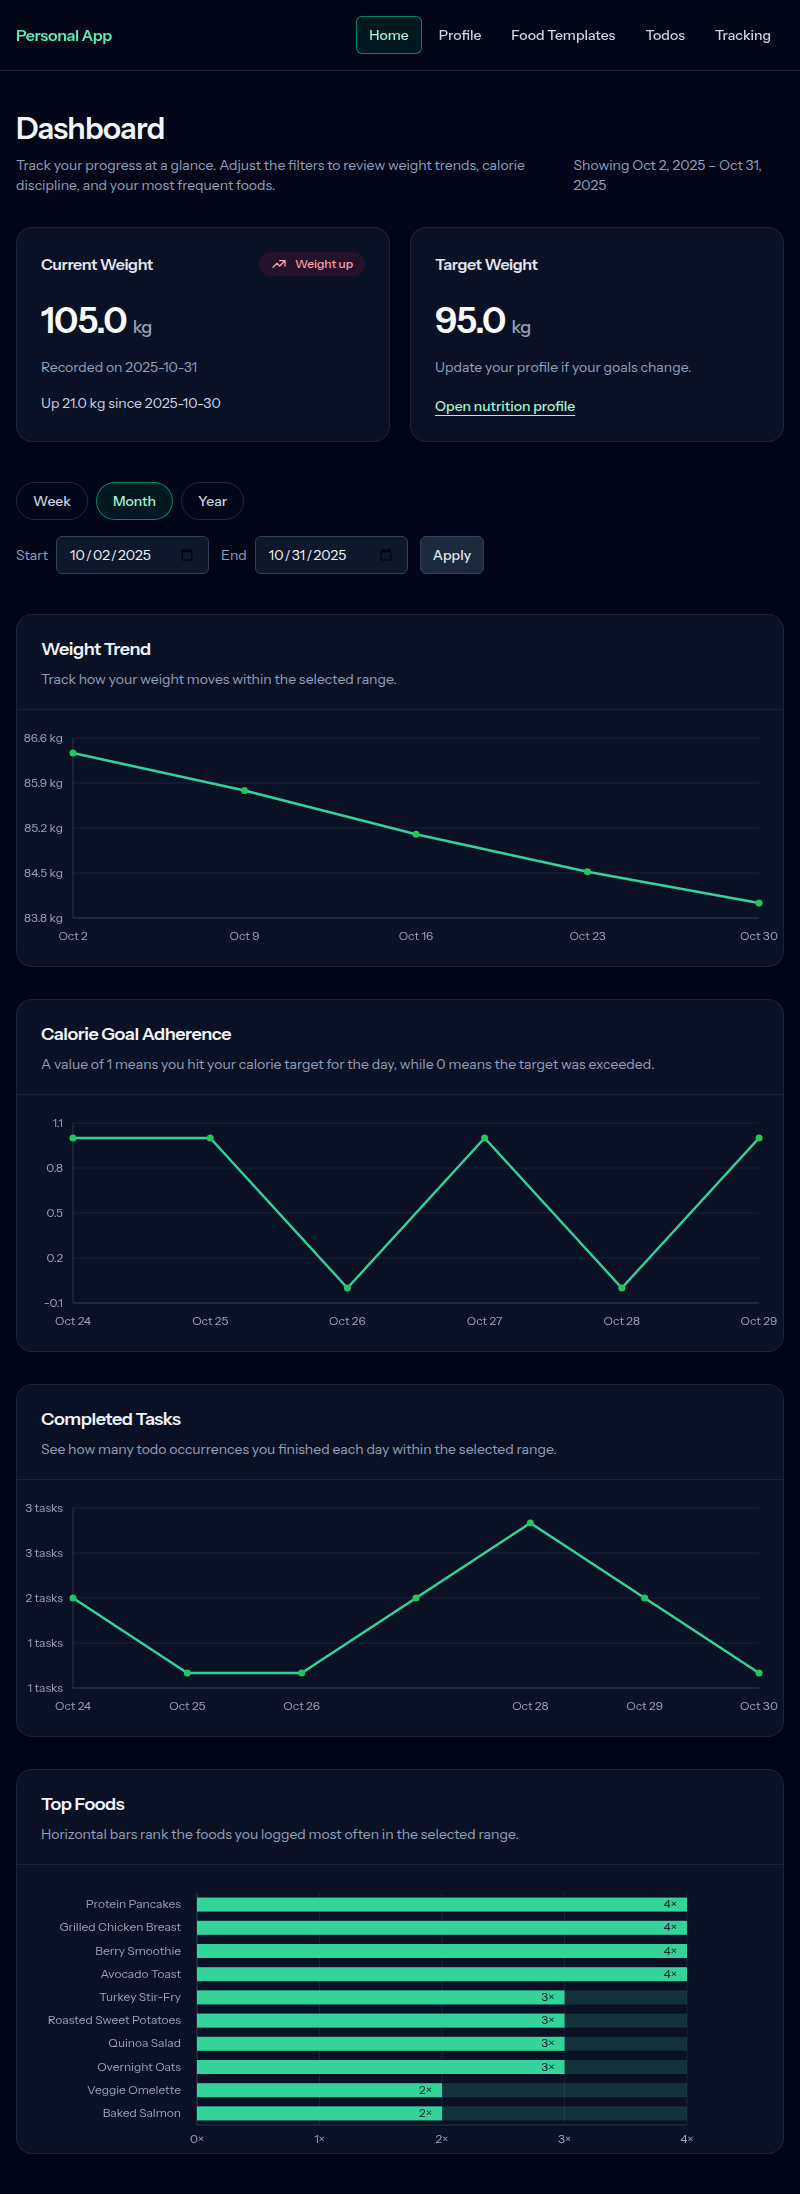 Personal App
Home
Profile
Food Templates
Todos
Tracking
Dashboard
Track your progress at a glance. Adjust the filters to review weight trends, calorie
discipline, and your most frequent foods.
Showing Oct 2, 2025 – Oct 31,
2025
Current Weight
Weight up
105.0 kg
Recorded on 2025-10-31
Up 21.0 kg since 2025-10-30
Target Weight
95.0 kg
Update your profile if your goals change.
Open nutrition profile
Week
Month
Year
Start
10/02/2025
End
10/31/2025
Apply
Weight Trend
Track how your weight moves within the selected range.
86.6 kg
85.9 kg
85.2 kg
84.5 kg
83.8 kg
Oct 2
Oct 9
Oct 16
Oct 23
Oct 30
Calorie Goal Adherence
A value of 1 means you hit your calorie target for the day, while 0 means the target was exceeded.
1.1
0.8
0.5
0.2
-0.1
Oct 24
Oct 25
Oct 26
Oct 27
Oct 28
Oct 29
Completed Tasks
See how many todo occurrences you finished each day within the selected range.
3 tasks
3 tasks
2 tasks
1 tasks
1 tasks
Oct 24
Oct 25
Oct 26
Oct 28
Oct 29
Oct 30
Top Foods
Horizontal bars rank the foods you logged most often in the selected range.
Protein Pancakes 4×
Grilled Chicken Breast 4×
Berry Smoothie 4×
Avocado Toast 4×
Turkey Stir-Fry 3×
Roasted Sweet Potatoes 3×
Quinoa Salad 3×
Overnight Oats 3×
Veggie Omelette 2×
Baked Salmon 2×
0×
1×
2×
3×
4×